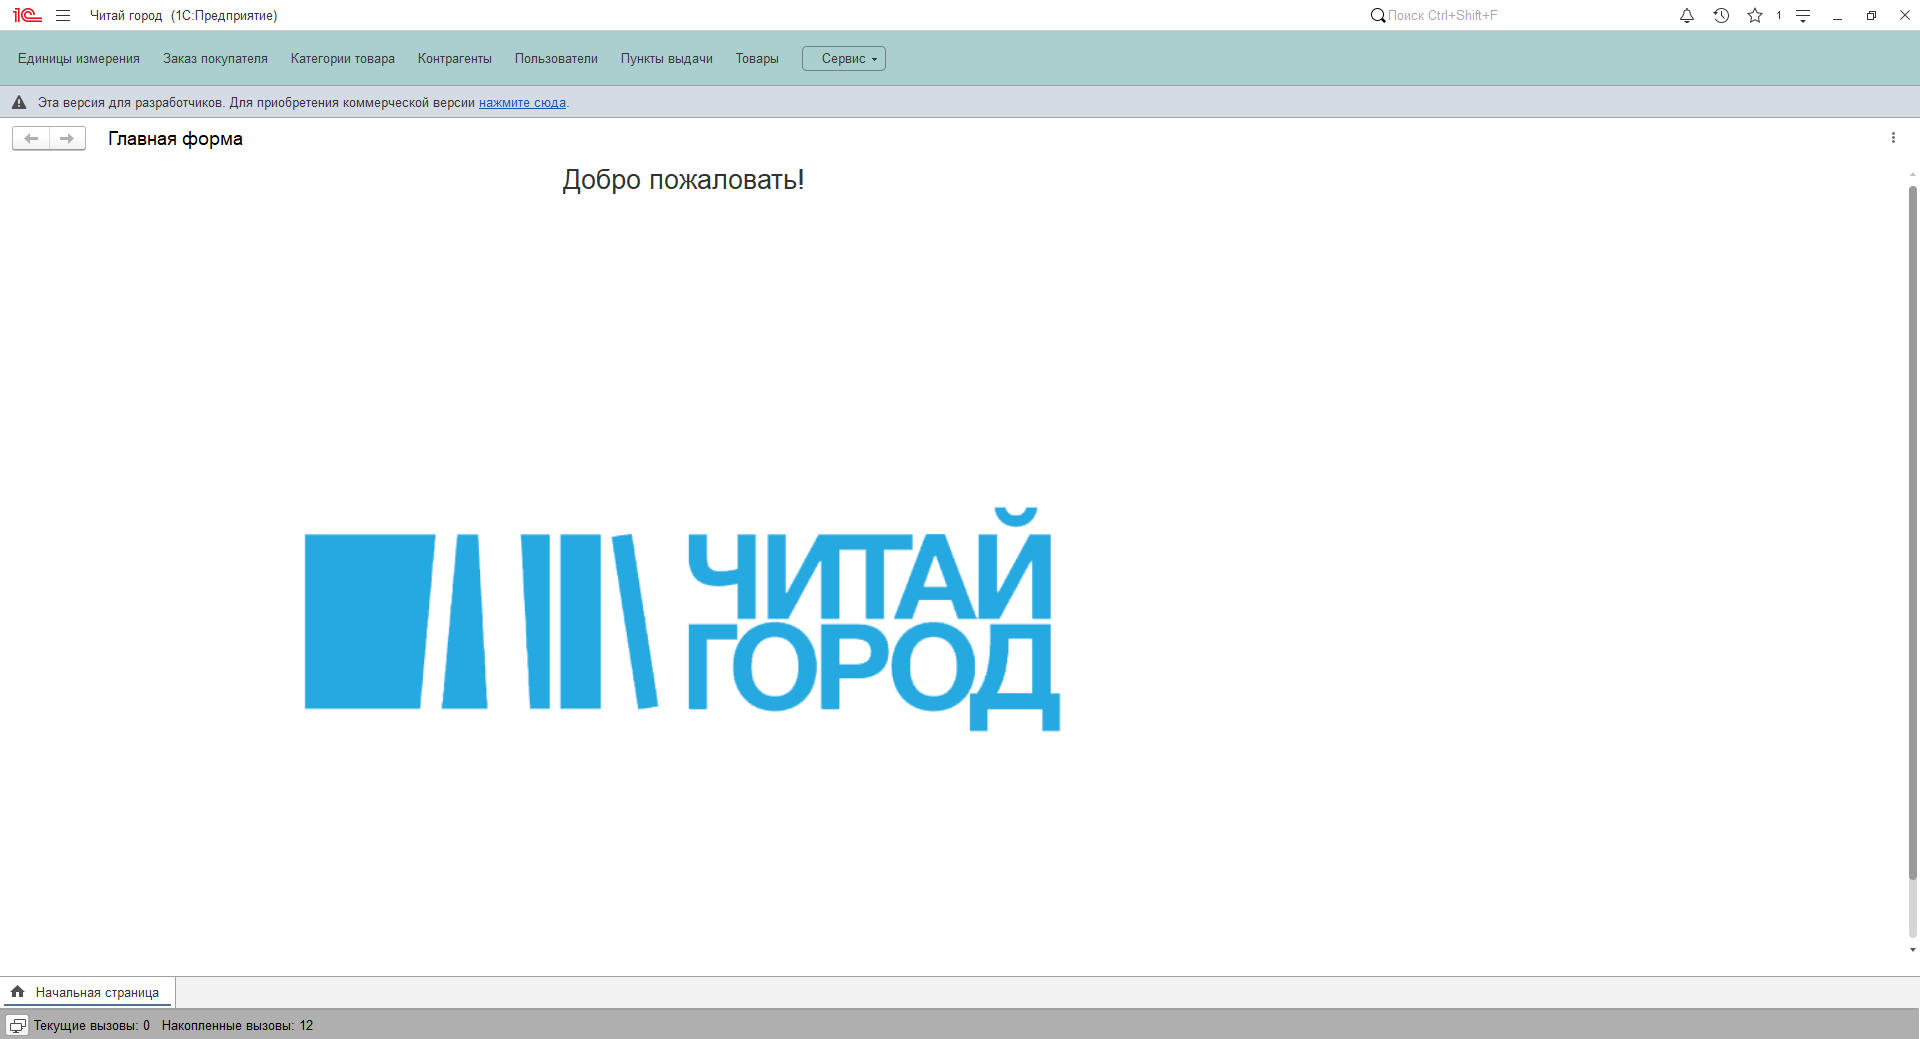 1С Читай город (1С:Предприятие) Поиск Ctrl+Shift+F 1
Единицы измерения Заказ покупателя Категории товара Контрагенты Пользователи Пункты выдачи Товары Сервис
Эта версия для разработчиков. Для приобретения коммерческой версии нажмите сюда.
Главная форма
Добро пожаловать!
ЧИТАЙ
ГОРОД
Начальная страница
Текущие вызовы: 0 Накопленные вызовы: 12